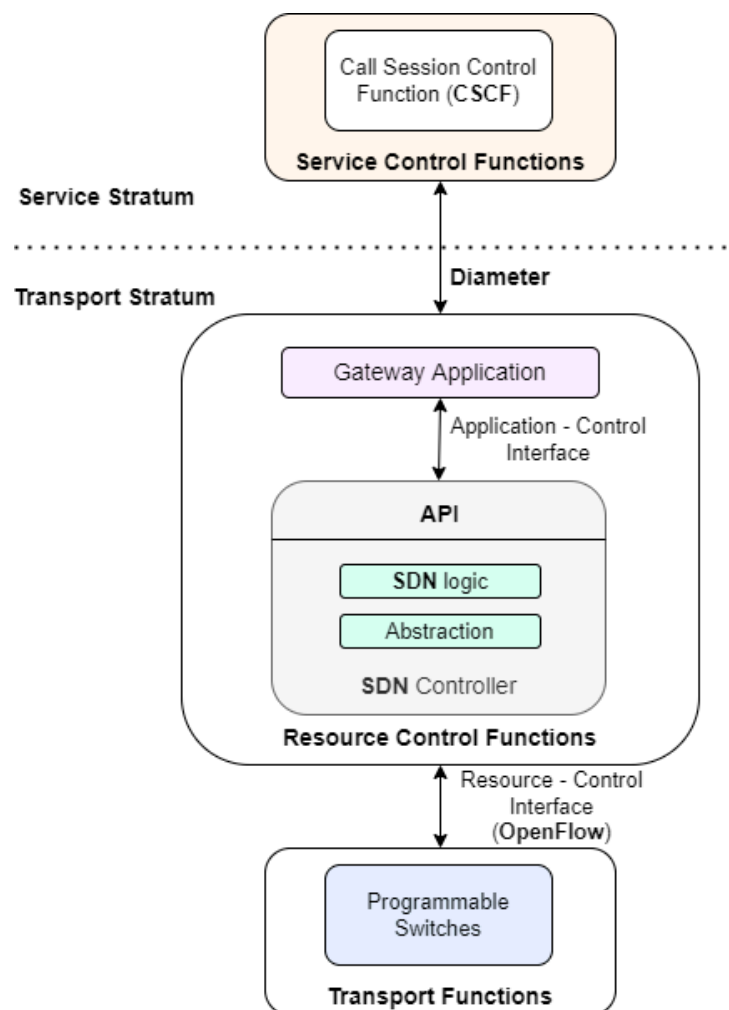 Call Session Control
Function (CSCF)
Service Control Functions
Service Stratum
Diameter
Transport Stratum
Gateway Application
Application - Control
Interface
API
SDN logic
Abstraction
SDN Controller
Resource Control Functions
Resource - Control
Interface
(OpenFlow)
Programmable
Switches
Transport Functions